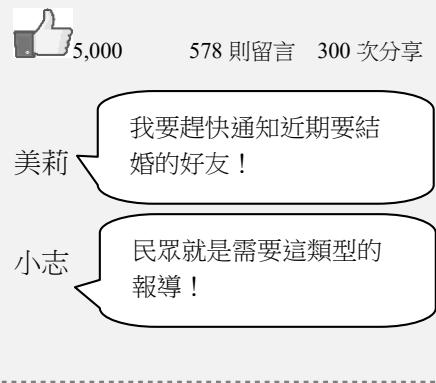 5,000 578 則留言 300 次分享
美莉
我要趕快通知近期要結
婚的好友！
小志
民眾就是需要這類型的
報導！